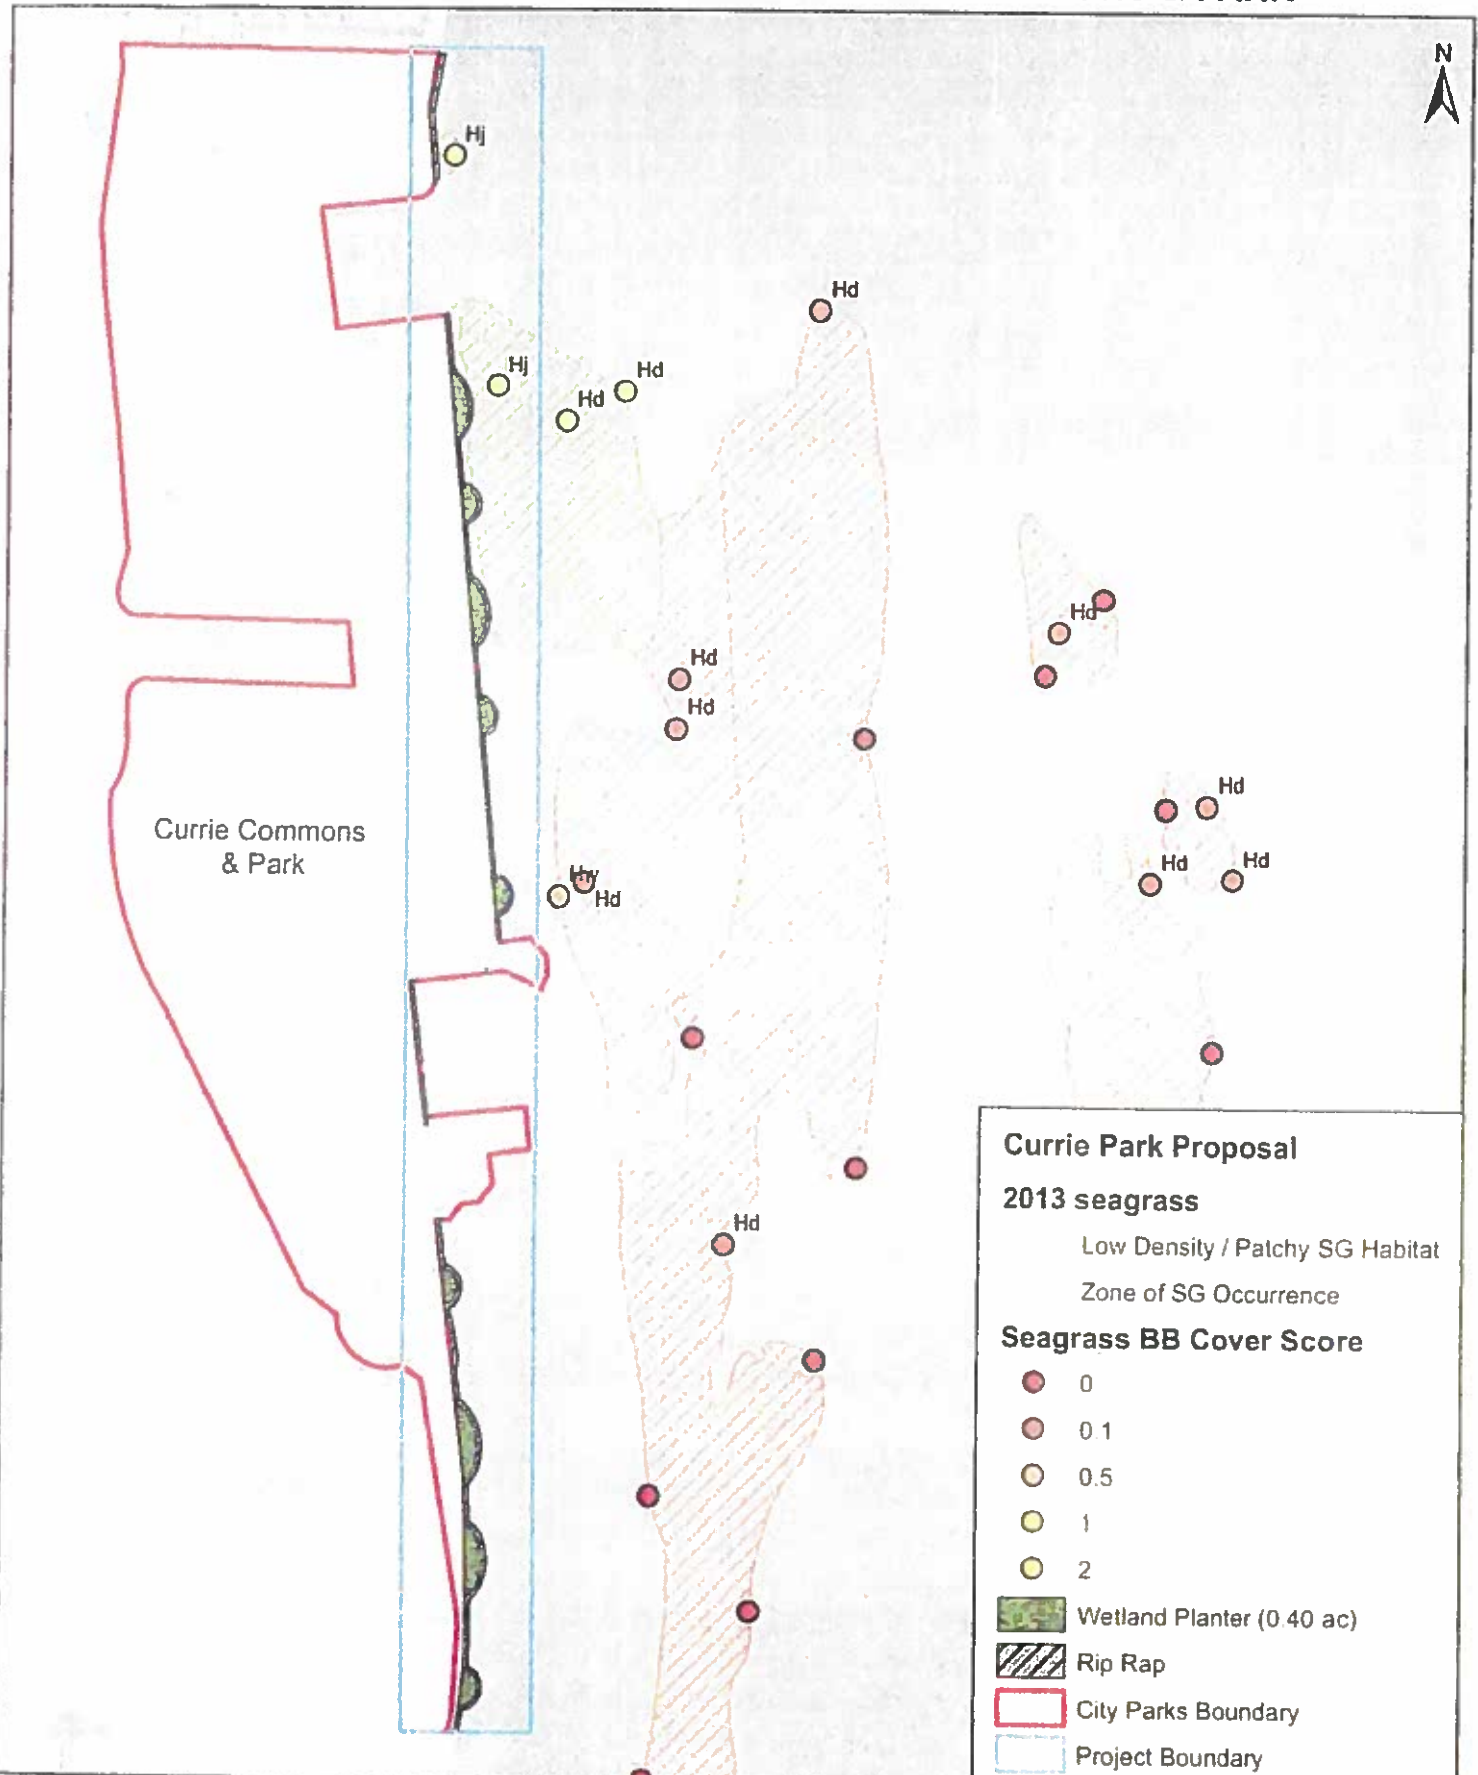 N
Hj
Hd
Hj
Hd
Hd
Hd
Hd
Hd
Hd
Hd
Currie Commons
& Park
Hd
Hd
Hd
Hd
Currie Park Proposal
2013 seagrass
Low Density / Patchy SG Habitat
Zone of SG Occurrence
Seagrass BB Cover Score
0
0.1
0.5
1
2
Wetland Planter (0.40 ac)
Rip Rap
City Parks Boundary
Project Boundary